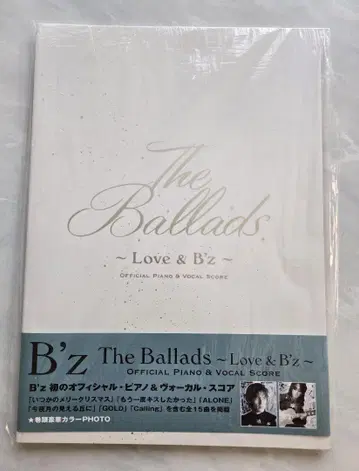 The
Ballads
~ Love & B'z ~
OFFICIAL PIANO & VOCAL SCORE
B'z The Ballads ~Love & B'z~
OFFICIAL PIANO & VOCAL SCORE
B'z 初のオフィシャル・ピアノ&ヴォーカル・スコア
「いつかのメリークリスマス」「もう一度キスしたかった」「ALONE」
「今夜月の見える丘に」「GOLD」「Calling」を含む全15曲を掲載
★巻頭豪華カラーPHOTO